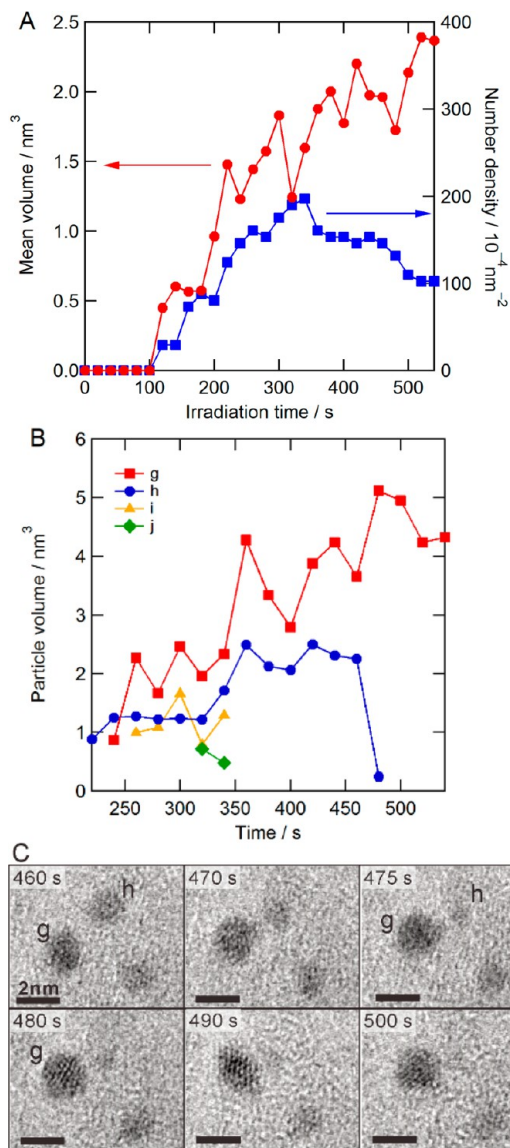 A
2.5
2.0
1.5
1.0
0.5
0.0
Mean volume / nm³
400
300
200
100
0
Number density / 10⁻⁴ nm⁻²
0 100 200 300 400 500
Irradiation time / s
B
6
5
4
3
2
1
0
Particle volume / nm³
g
h
i
j
250 300 350 400 450 500
Time / s
C
460 s
h
g
2nm
470 s
475 s
h
g
480 s
g
490 s
500 s